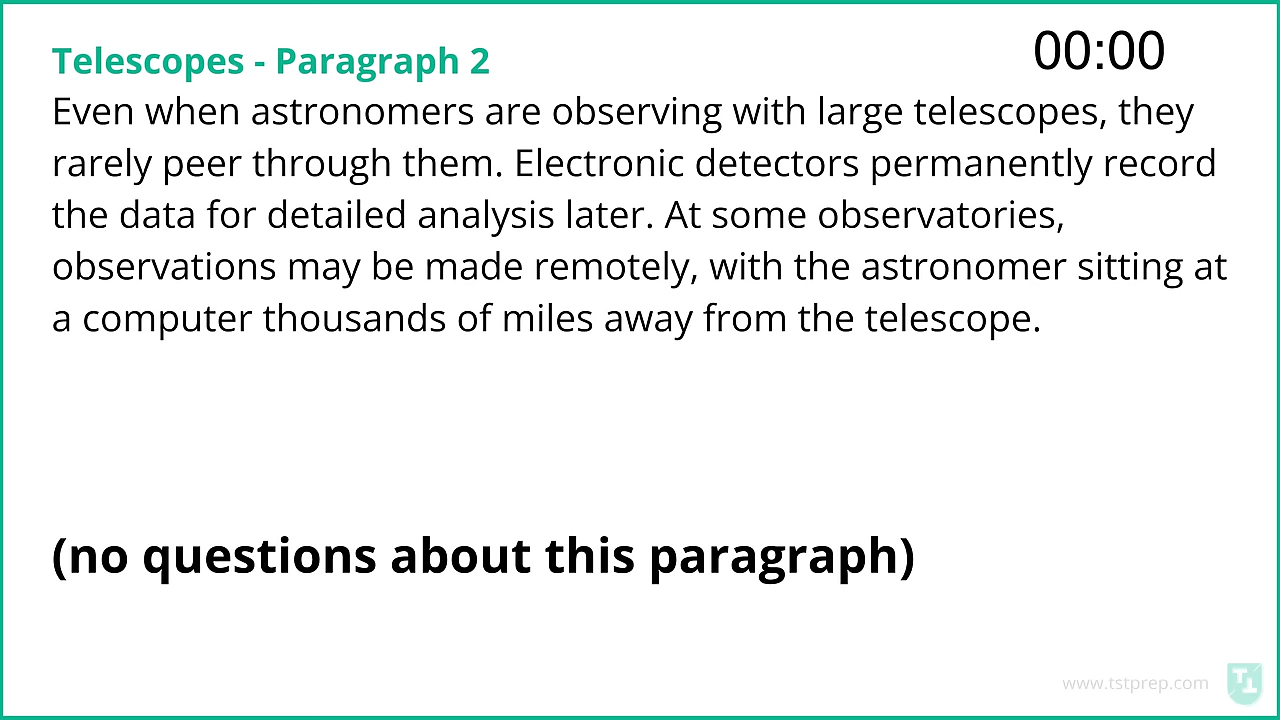 Telescopes - Paragraph 2
00:00
Even when astronomers are observing with large telescopes, they
rarely peer through them. Electronic detectors permanently record
the data for detailed analysis later. At some observatories,
observations may be made remotely, with the astronomer sitting at
a computer thousands of miles away from the telescope.
(no questions about this paragraph)
www.tstprep.com